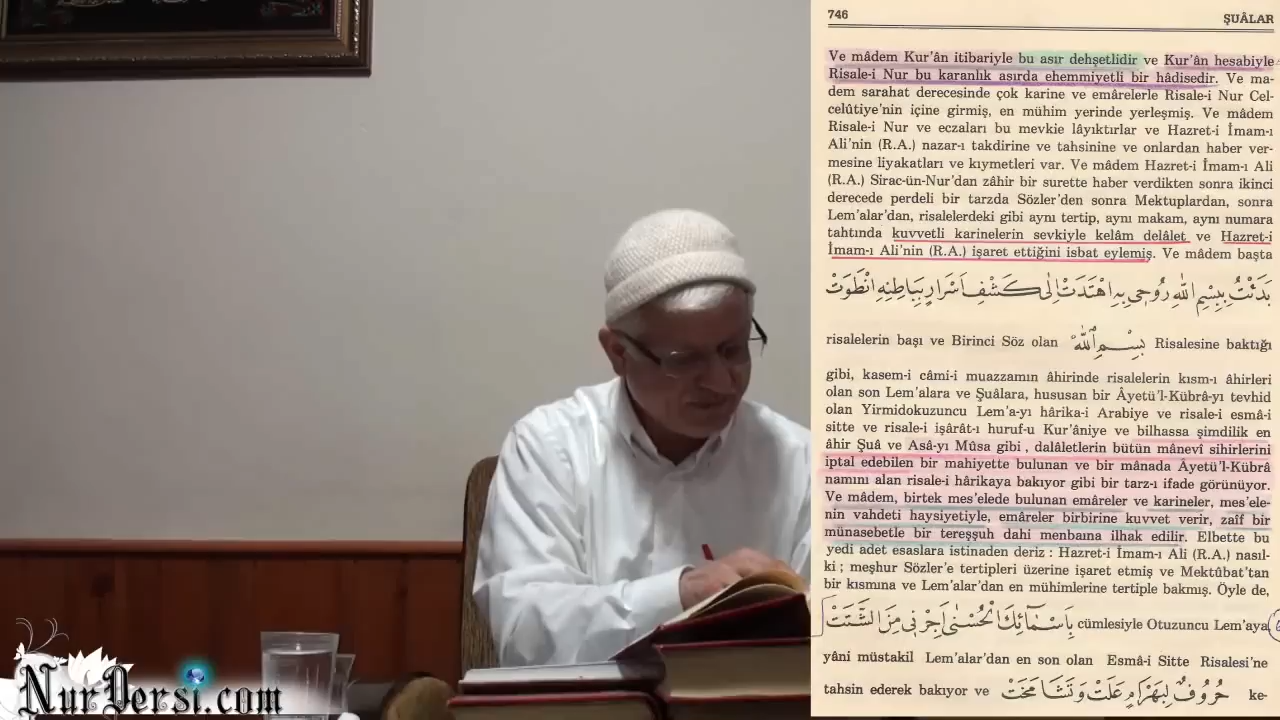 746
ŞUÂLAR
Ve mâdem Kur'ân itibariyle bu asır dehşetlidir ve Kur'ân hesabiyle
Risale-i Nur bu karanlık asırda ehemmiyetli bir hâdisedir. Ve ma-
dem sarahat derecesinde çok karine ve emârelerle Risale-i Nur Cel-
celûtiye'nin içine girmiş, en mühim yerinde yerleşmiş. Ve mâdem
Risale-i Nur ve eczaları bu mevkie lâyıktırlar ve Hazret-i İmam-ı
Ali'nin (R.A.) nazar-ı takdirine ve tahsinine ve onlardan haber ver-
mesine liyakatları ve kıymetleri var. Ve mâdem Hazret-i İmam-ı Ali
(R.A.) Sirac-ün-Nur'dan zâhir bir surette haber verdikten sonra ikinci
derecede perdeli bir tarzda Sözler'den sonra Mektuplardan, sonra
Lem'alar'dan, risalelerdeki gibi aynı tertip, aynı makam, aynı numara
tahtında kuvvetli karinelerin sevkiyle kelâm delâlet ve Hazret-i
İmam-ı Ali'nin (R.A.) işaret ettiğini isbat eylemiş. Ve mâdem başta
بَدَئْتُ بِبِسْمِ اللهِ رُوحِى بِهِ اهْتَدَتْ اِلَى كَشْفِ اَسْرَارٍ بِبَاطِنِهِ انْطَوَتْ
risalelerin başı ve Birinci Söz olan بِسْمِ اللهِ Risalesine baktığı
gibi, kasem-i câmi-i muazzamın âhirinde risalelerin kısm-ı âhirleri
olan son Lem'alara ve Şuâlara, hususan bir Âyetü'l-Kübrâ-yı tevhid
olan Yirmidokuzuncu Lem'a-yı hârika-i Arabiye ve risale-i esmâ-i
sitte ve risale-i işârât-ı huruf-u Kur'âniye ve bilhassa şimdilik en
âhir Şuâ ve Asâ-yı Mûsa gibi, dalâletlerin bütün mânevî sihirlerini
iptal edebilen bir mahiyette bulunan ve bir mânada Âyetü'l-Kübrâ
namını alan risale-i hârikaya bakıyor gibi bir tarz-ı ifade görünüyor.
Ve mâdem, birtek mes'elede bulunan emâreler ve karineler, mes'ele-
nin vahdeti haysiyetiyle, emâreler birbirine kuvvet verir, zaîf bir
münasebetle bir tereşşuh dahi menbaına ilhak edilir. Elbette bu
yedi adet esaslara istinaden deriz : Hazret-i İmam-ı Ali (R.A.) nasıl-
ki ; meşhur Sözler'e tertipleri üzerine işaret etmiş ve Mektûbat'tan
bir kısmına ve Lem'alar'dan en mühimlerine tertiple bakmış. Öyle de,
بِاَسْمَائِكَ الْحُسْنٰى اَجِرْنِى مِنَ الشَّتَتْ cümlesiyle Otuzuncu Lem'aya,
yâni müstakil Lem'alar'dan en son olan Esmâ-i Sitte Risalesi'ne
tahsin ederek bakıyor ve حُرُوفٌ لِبَهْرَامٍ عَلَتْ وَتَشَامَخَتْ ke-
NurDersi.com